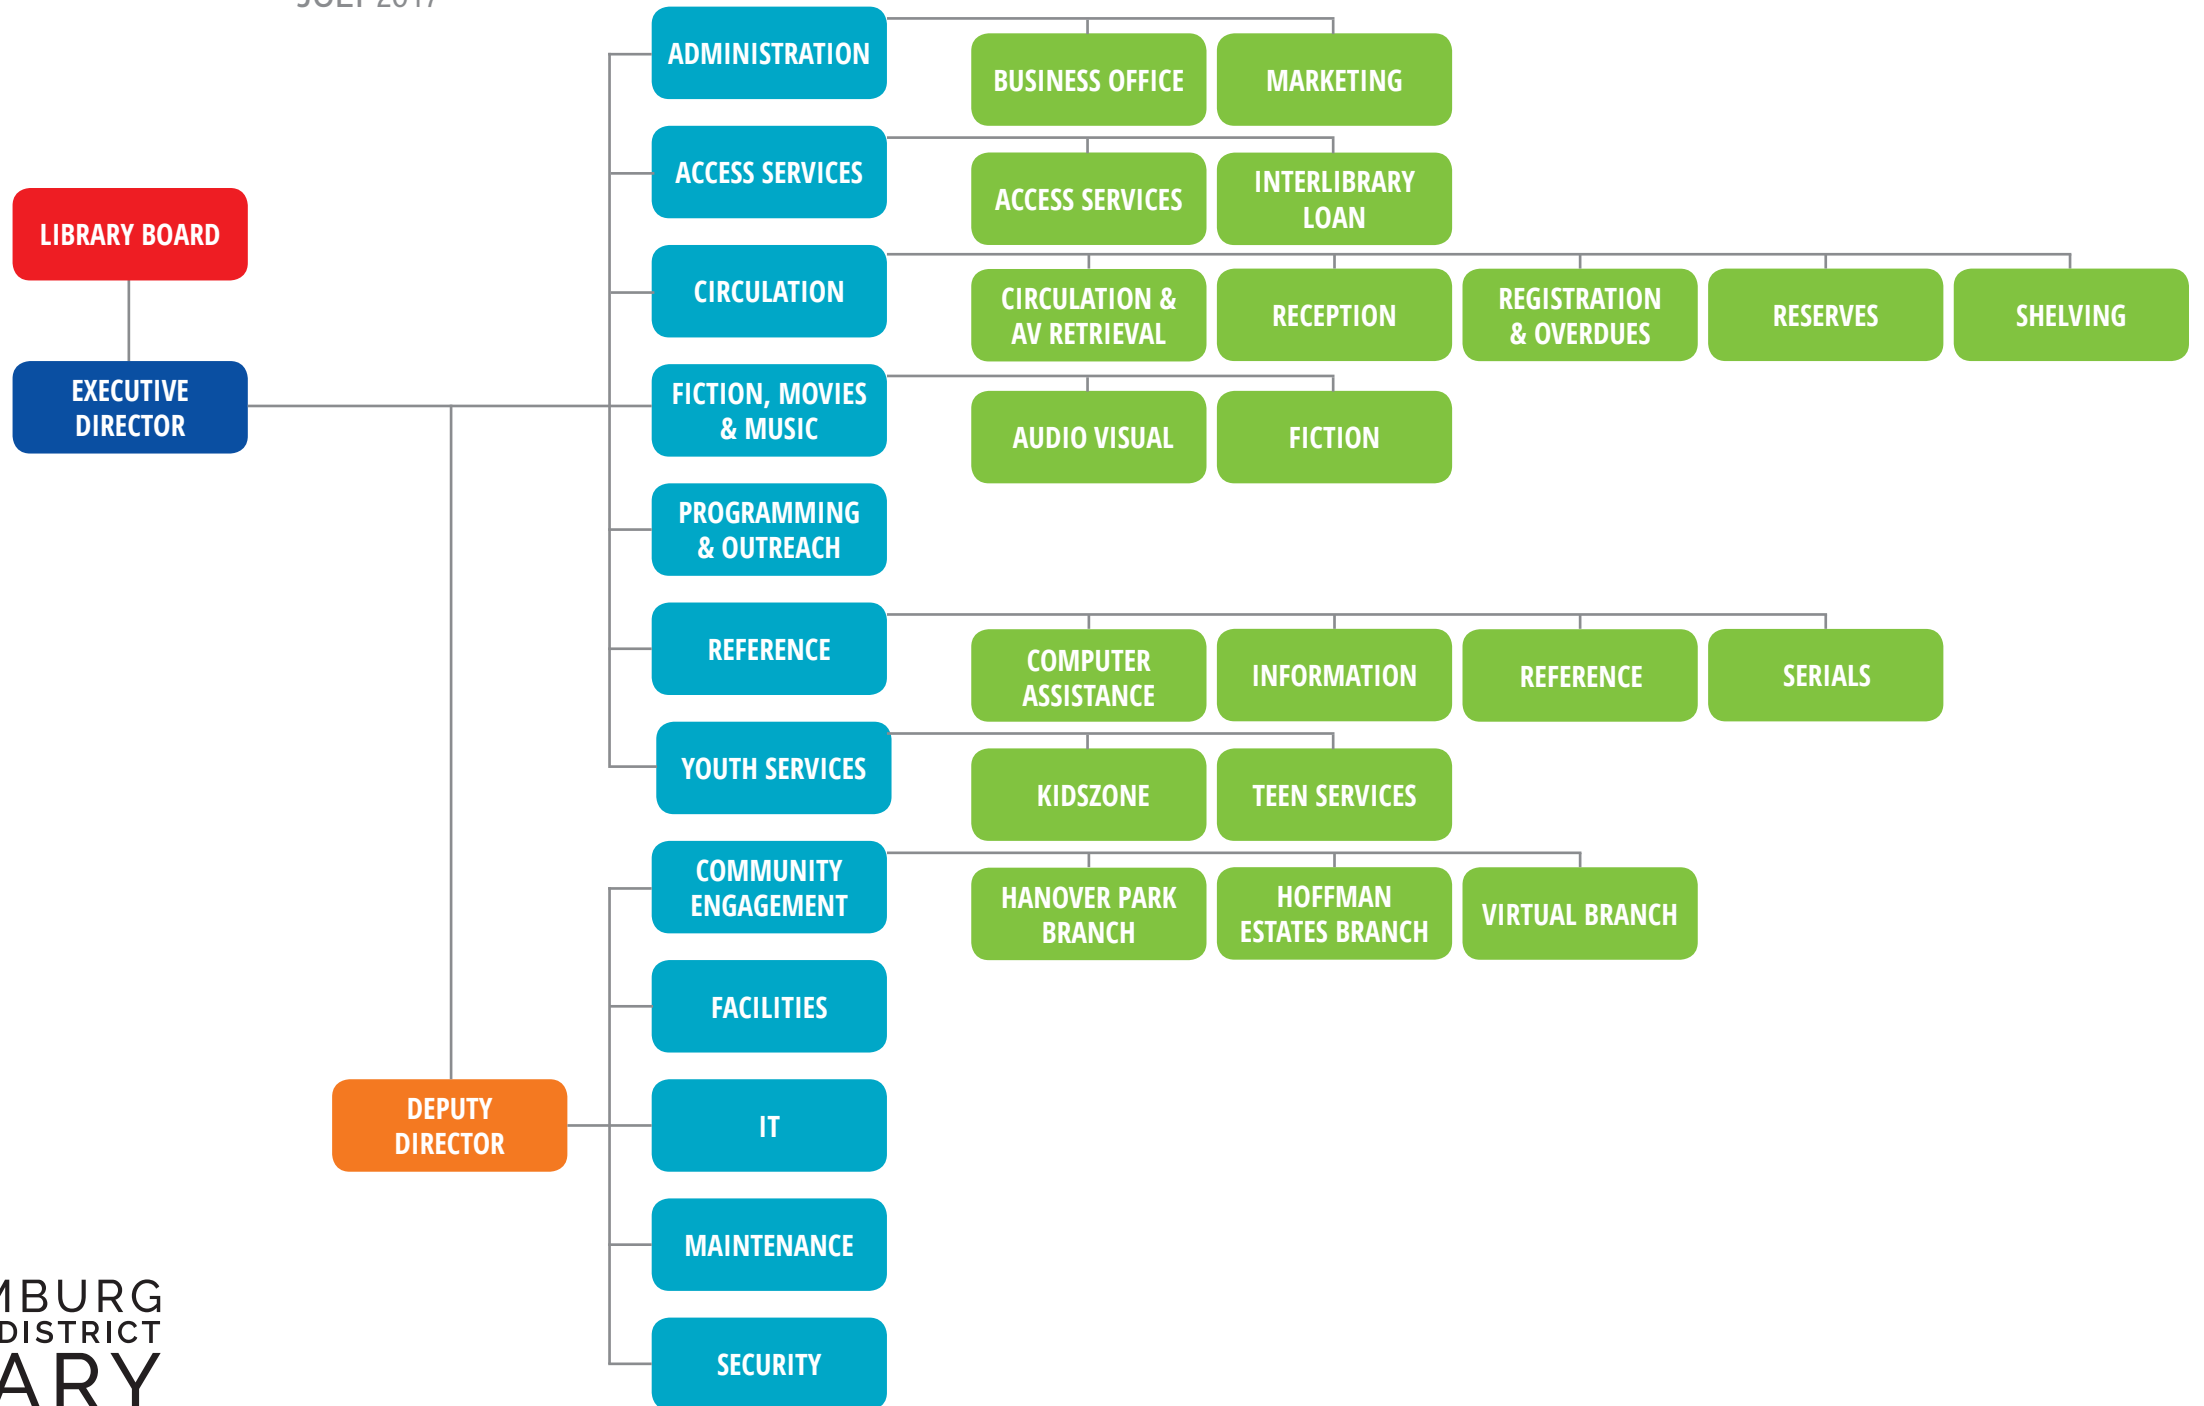 ADMINISTRATION
BUSINESS OFFICE
MARKETING
ACCESS SERVICES
ACCESS SERVICES
INTERLIBRARY
LOAN
LIBRARY BOARD
CIRCULATION
CIRCULATION &
AV RETRIEVAL
RECEPTION
REGISTRATION
& OVERDUES
RESERVES
SHELVING
EXECUTIVE
DIRECTOR
FICTION, MOVIES
& MUSIC
AUDIO VISUAL
FICTION
PROGRAMMING
& OUTREACH
REFERENCE
COMPUTER
ASSISTANCE
INFORMATION
REFERENCE
SERIALS
YOUTH SERVICES
KIDSZONE
TEEN SERVICES
COMMUNITY
ENGAGEMENT
HANOVER PARK
BRANCH
HOFFMAN
ESTATES BRANCH
VIRTUAL BRANCH
FACILITIES
DEPUTY
DIRECTOR
IT
MAINTENANCE
SECURITY
MBURG
DISTRICT
ARY